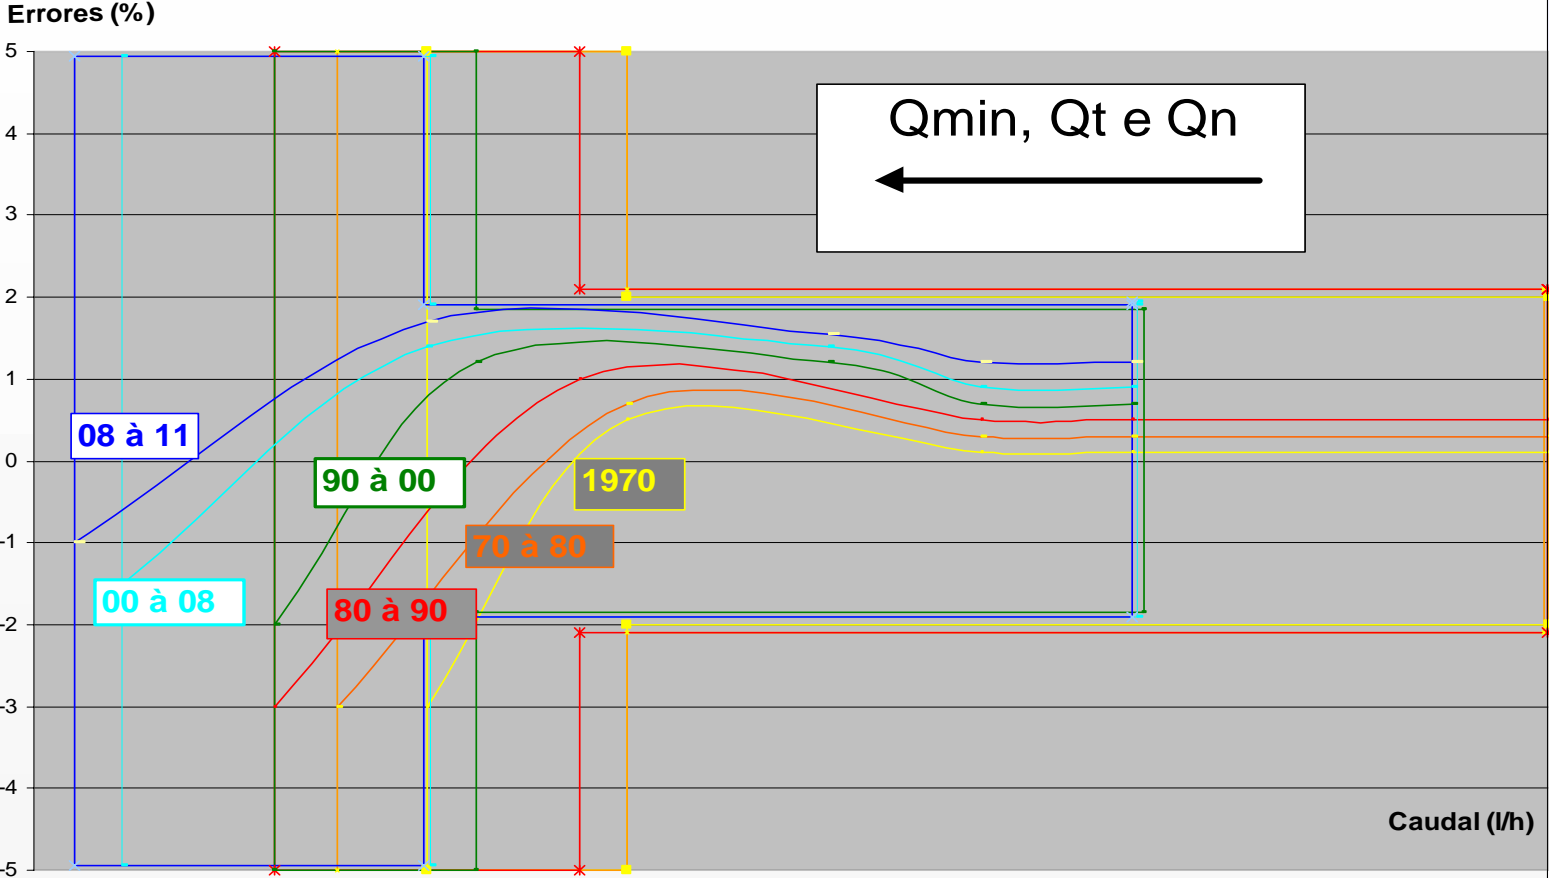 Errores (%)
5
4
3
2
1
0
-1
-2
-3
-4
-5
Qmin, Qt e Qn
08 à 11
90 à 00
1970
70 à 80
00 à 08
80 à 90
Caudal (l/h)